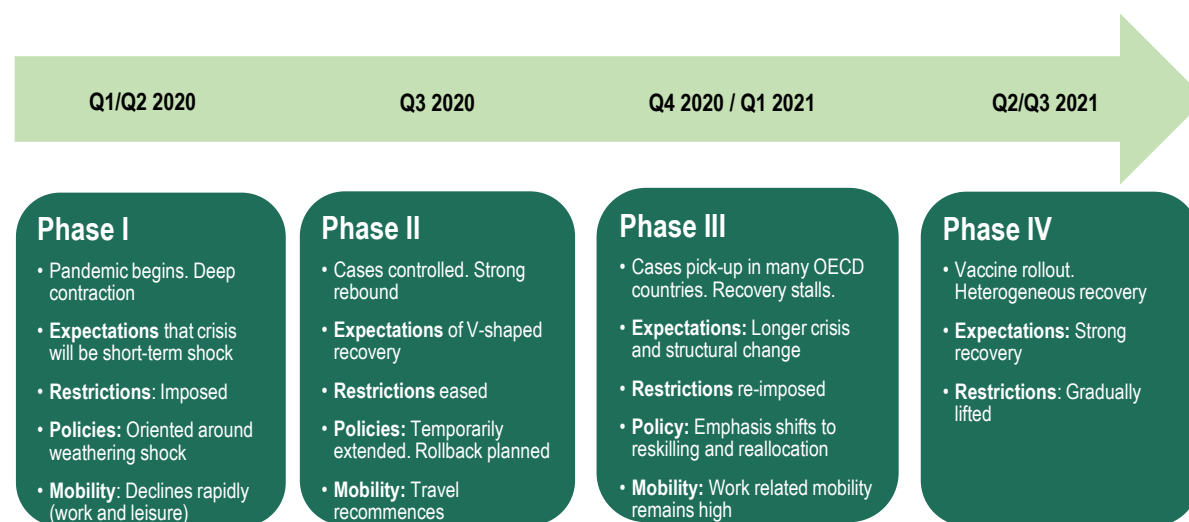 Q1/Q2 2020
Q3 2020
Q4 2020 / Q1 2021
Q2/Q3 2021
Phase I
• Pandemic begins. Deep
contraction
• Expectations that crisis
will be short-term shock
• Restrictions: Imposed
• Policies: Oriented around
weathering shock
• Mobility: Declines rapidly
(work and leisure)
Phase II
• Cases controlled. Strong
rebound
• Expectations of V-shaped
recovery
• Restrictions eased
• Policies: Temporarily
extended. Rollback planned
• Mobility: Travel
recommences
Phase III
• Cases pick-up in many OECD
countries. Recovery stalls.
• Expectations: Longer crisis
and structural change
• Restrictions re-imposed
• Policy: Emphasis shifts to
reskilling and reallocation
• Mobility: Work related mobility
remains high
Phase IV
• Vaccine rollout.
Heterogeneous recovery
• Expectations: Strong
recovery
• Restrictions: Gradually
lifted